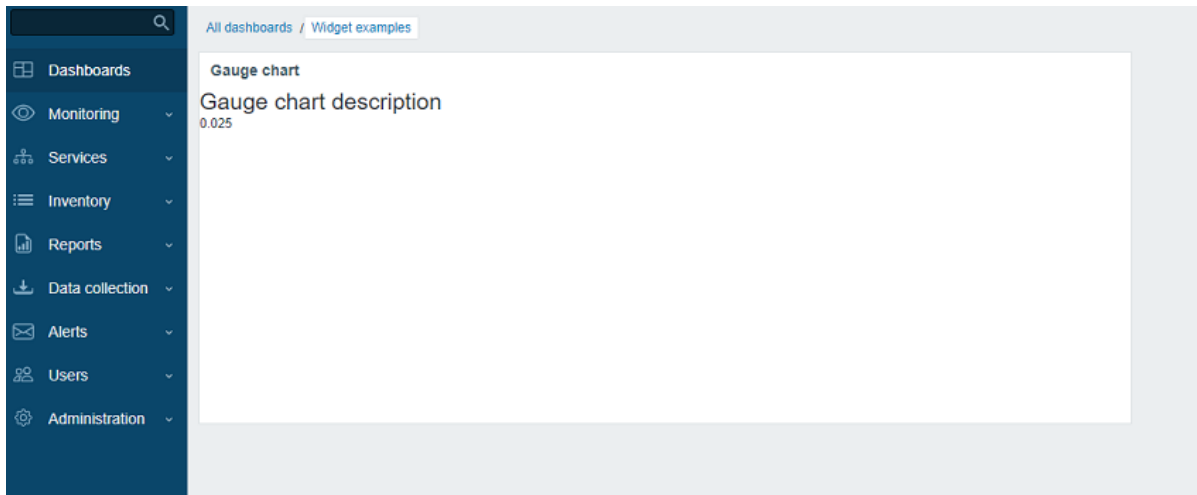 All dashboards / Widget examples
Dashboards
Monitoring
Services
Inventory
Reports
Data collection
Alerts
Users
Administration
Gauge chart
Gauge chart description
0.025